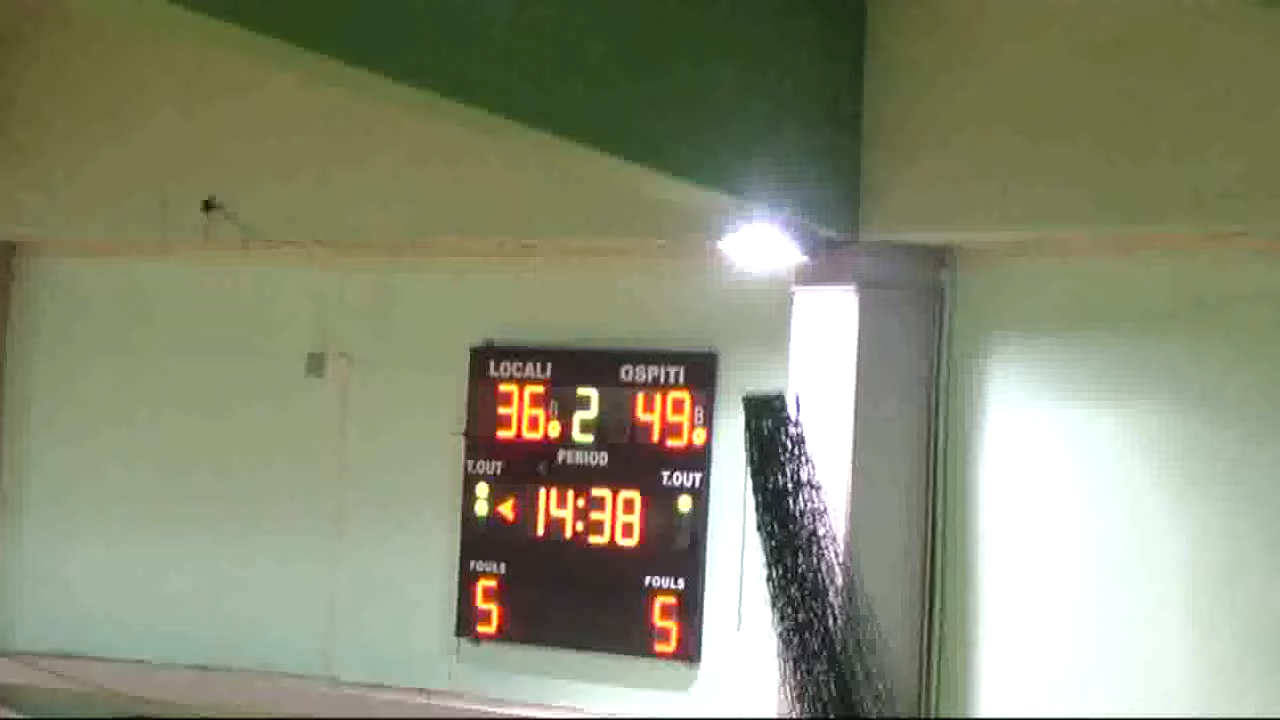 LOCALI OSPITI
36 2 49
PERIOD
T.OUT T.OUT
14:38
FOULS FOULS
5 5